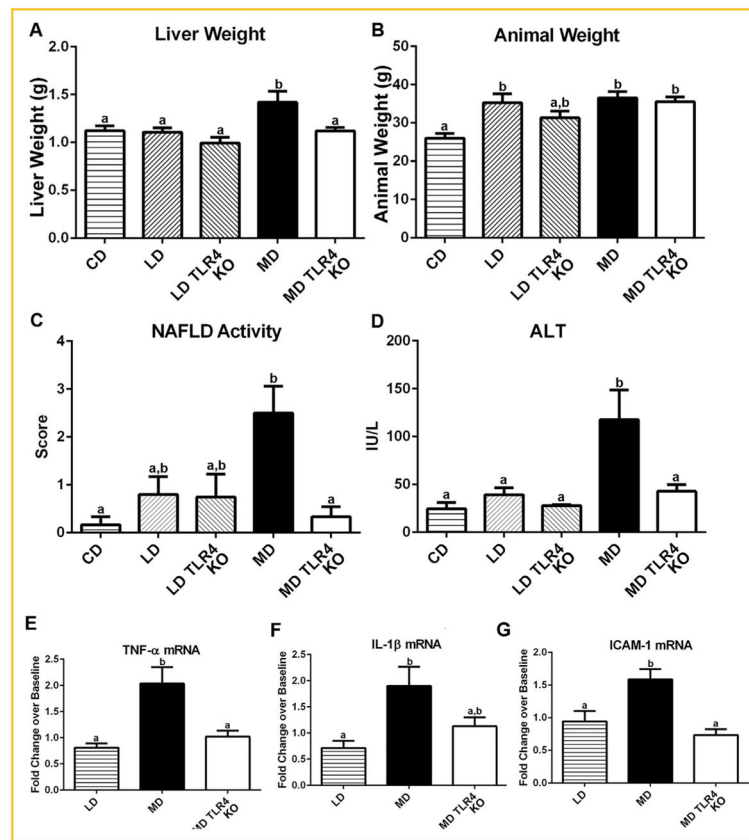 A
Liver Weight
Liver Weight (g)
2.0
1.5
1.0
0.5
0.0
a
a
a
b
a
CD
LD
LD TLR4
KO
MD
MD TLR4
KO
B
Animal Weight
Animal Weight (g)
50
40
30
20
10
0
a
b
a,b
b
b
CD
LD
LD TLR4
KO
MD
MD TLR4
KO
C
NAFLD Activity
Score
4
3
2
1
0
a
a,b
a,b
b
a
CD
LD
LD TLR4
KO
MD
MD TLR4
KO
D
ALT
IU/L
200
150
100
50
0
a
a
a
b
a
CD
LD
LD TLR4
KO
MD
MD TLR4
KO
E
TNF-α mRNA
Fold Change over Baseline
2.5
2.0
1.5
1.0
0.5
0.0
a
b
a
LD
MD
MD TLR4
KO
F
IL-1β mRNA
Fold Change over Baseline
2.5
2.0
1.5
1.0
0.5
0.0
a
b
a,b
LD
MD
MD TLR4
KO
G
ICAM-1 mRNA
Fold Change over Baseline
2.0
1.5
1.0
0.5
0.0
a
b
a
LD
MD
MD TLR4
KO